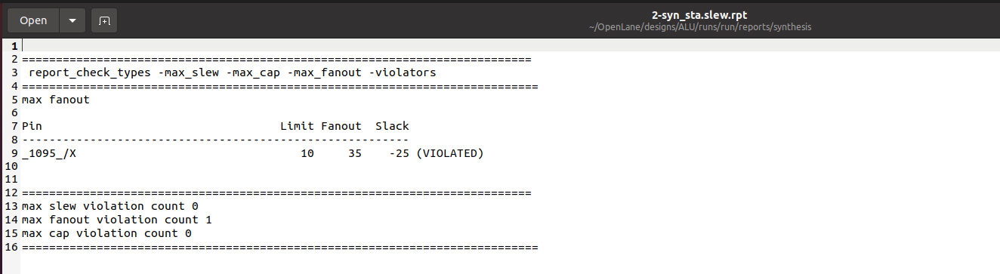 Open
2-syn_sta.slew.rpt
~/OpenLane/designs/ALU/runs/run/reports/synthesis
1
2 ===========================================================================
3  report_check_types -max_slew -max_cap -max_fanout -violators
4 ============================================================================
5 max fanout
6
7 Pin                                   Limit Fanout  Slack
8 ---------------------------------------------------------
9 _1095_/X                                 10     35    -25 (VIOLATED)
10
11
12 ===========================================================================
13 max slew violation count 0
14 max fanout violation count 1
15 max cap violation count 0
16 ============================================================================